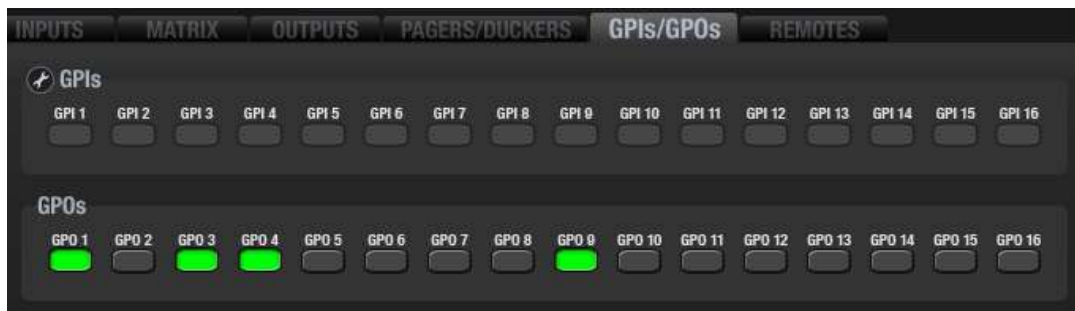 INPUTS MATRIX OUTPUTS PAGERS/DUCKERS GPIs/GPOs REMOTES
GPIs
GPI 1 GPI 2 GPI 3 GPI 4 GPI 5 GPI 6 GPI 7 GPI 8 GPI 9 GPI 10 GPI 11 GPI 12 GPI 13 GPI 14 GPI 15 GPI 16
GPOs
GPO 1 GPO 2 GPO 3 GPO 4 GPO 5 GPO 6 GPO 7 GPO 8 GPO 9 GPO 10 GPO 11 GPO 12 GPO 13 GPO 14 GPO 15 GPO 16